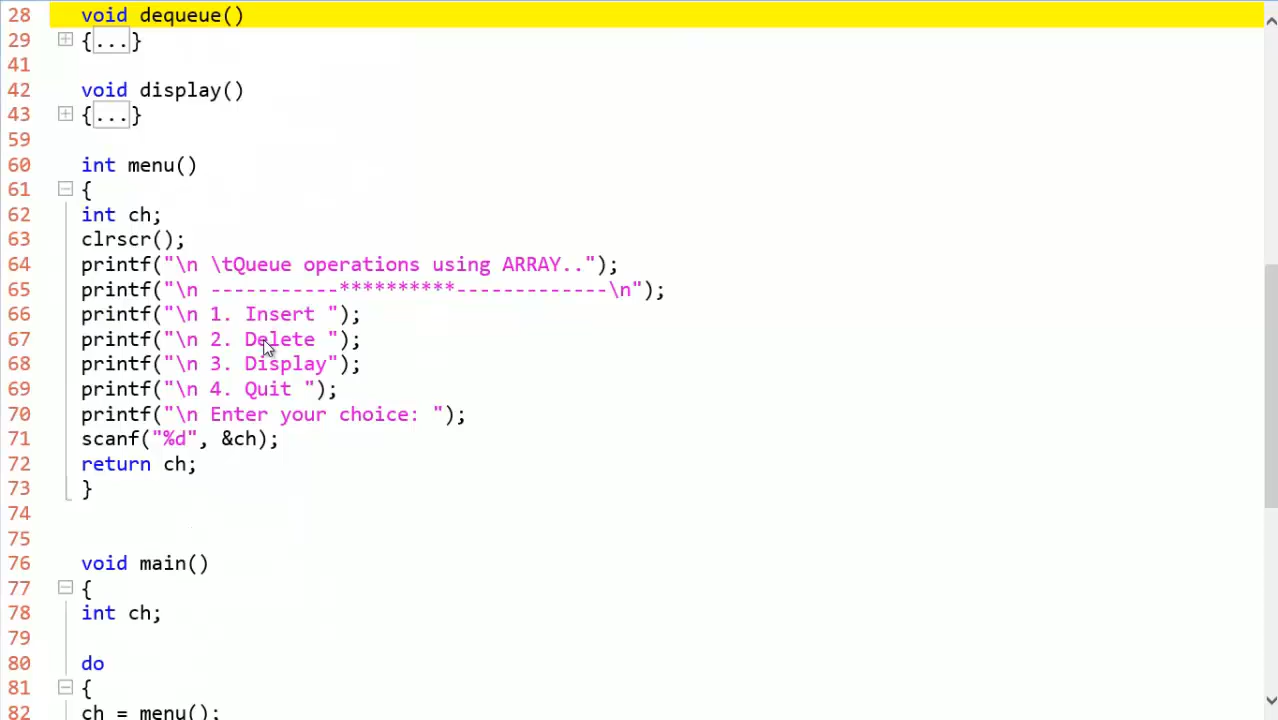 28 void dequeue()
29 {...}
41
42 void display()
43 {...}
59
60 int menu()
61 {
62 int ch;
63 clrscr();
64 printf("\n \tQueue operations using ARRAY..");
65 printf("\n -----------**********-------------\n");
66 printf("\n 1. Insert ");
67 printf("\n 2. Delete ");
68 printf("\n 3. Display");
69 printf("\n 4. Quit ");
70 printf("\n Enter your choice: ");
71 scanf("%d", &ch);
72 return ch;
73 }
74
75
76 void main()
77 {
78 int ch;
79
80 do
81 {
82 ch = menu();